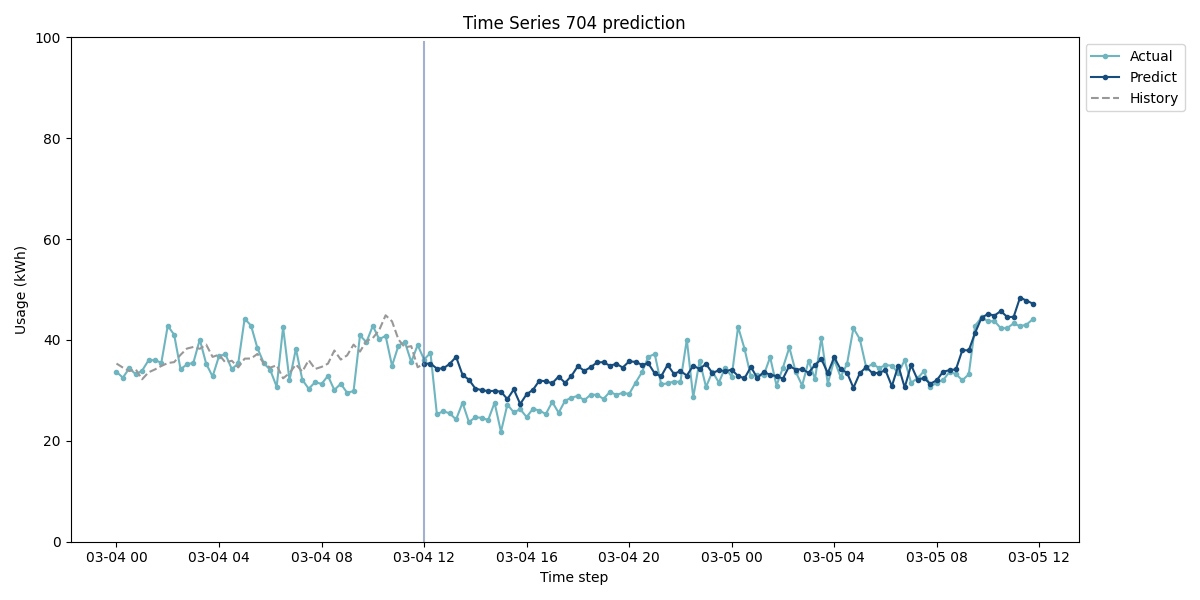 Time Series 704 prediction
100
80
60
40
20
0
Usage (kWh)
03-04 00
03-04 04
03-04 08
03-04 12
03-04 16
03-04 20
03-05 00
03-05 04
03-05 08
03-05 12
Time step
Actual
Predict
History